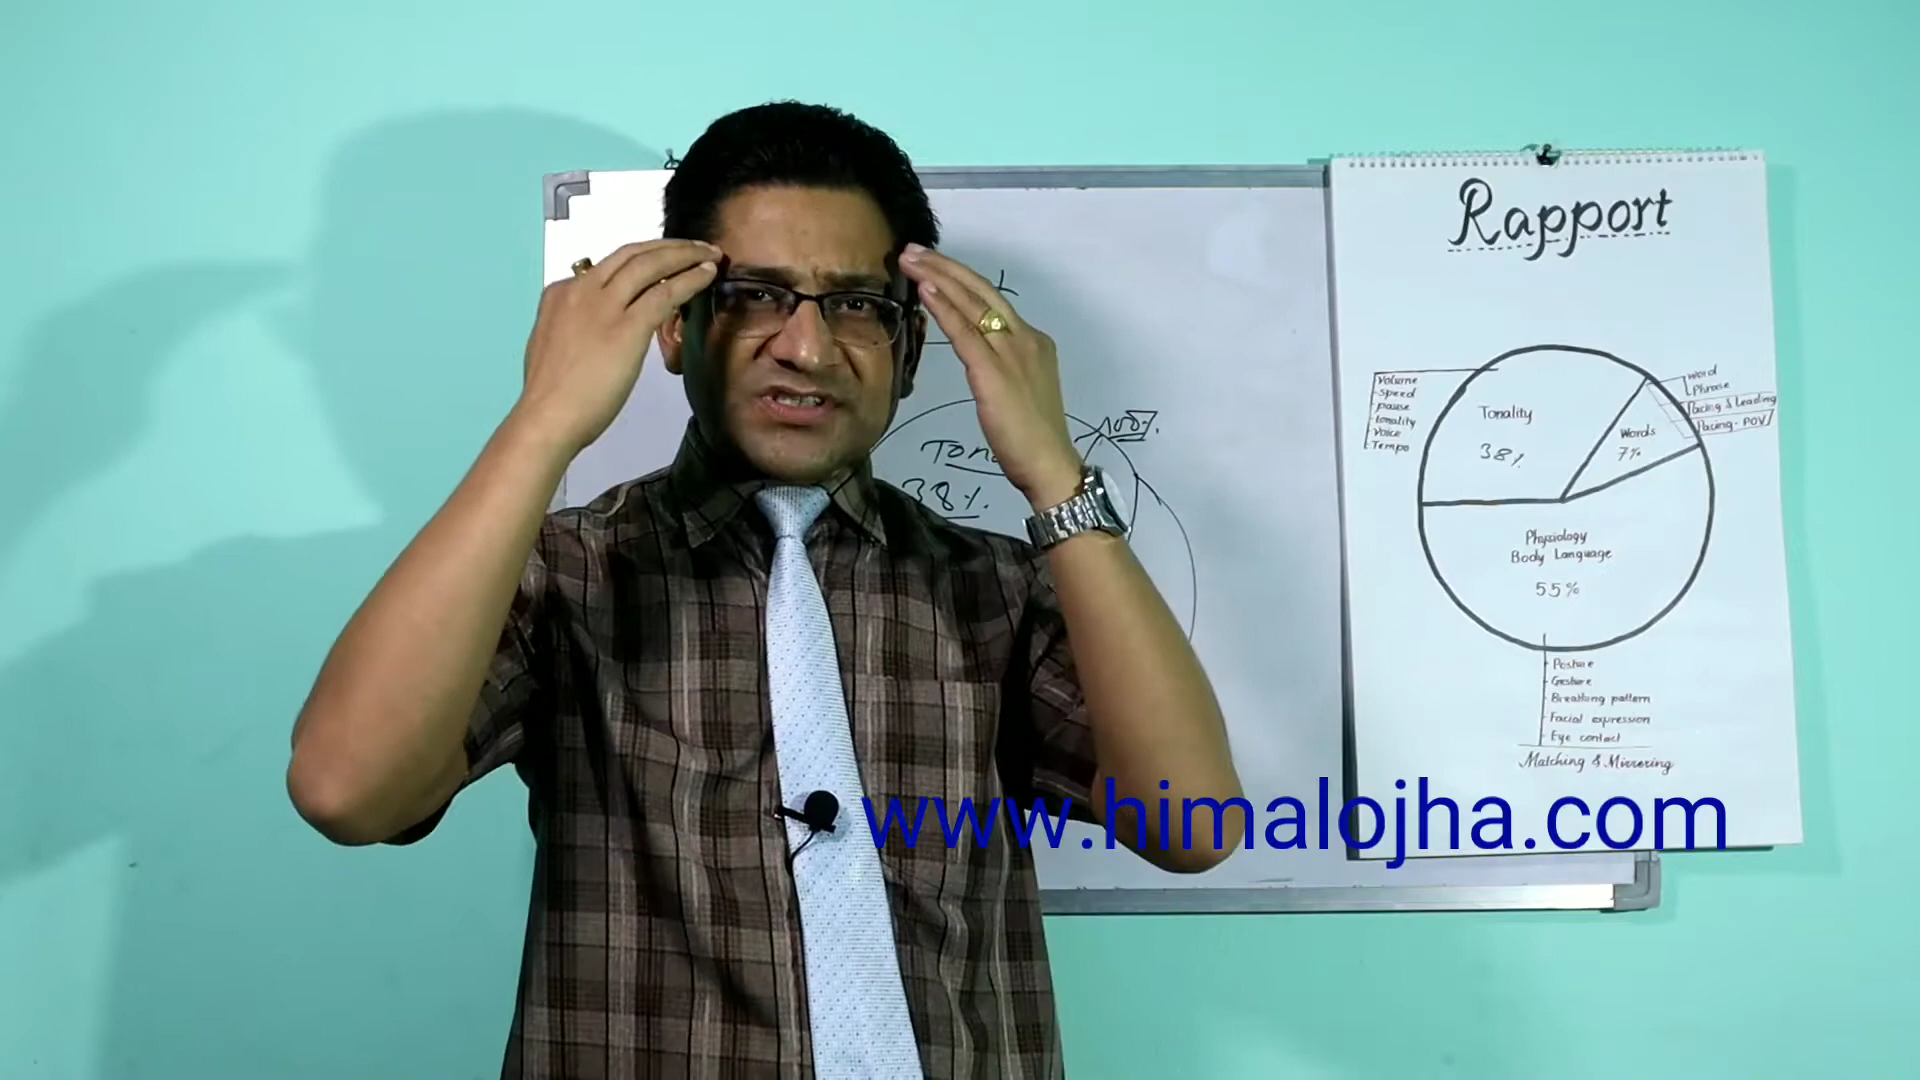 Rapport
Volume
Speed
Pause
tonality
Voice
Tempo
Tonality
38%
Words
7%
Word
Phrase
Pacing & Leading
Pacing - POV
Physiology
Body Language
55%
Posture
Gesture
Breathing pattern
Facial expression
Eye contact
Matching & Mirroring
100%
38%
www.himalojha.com